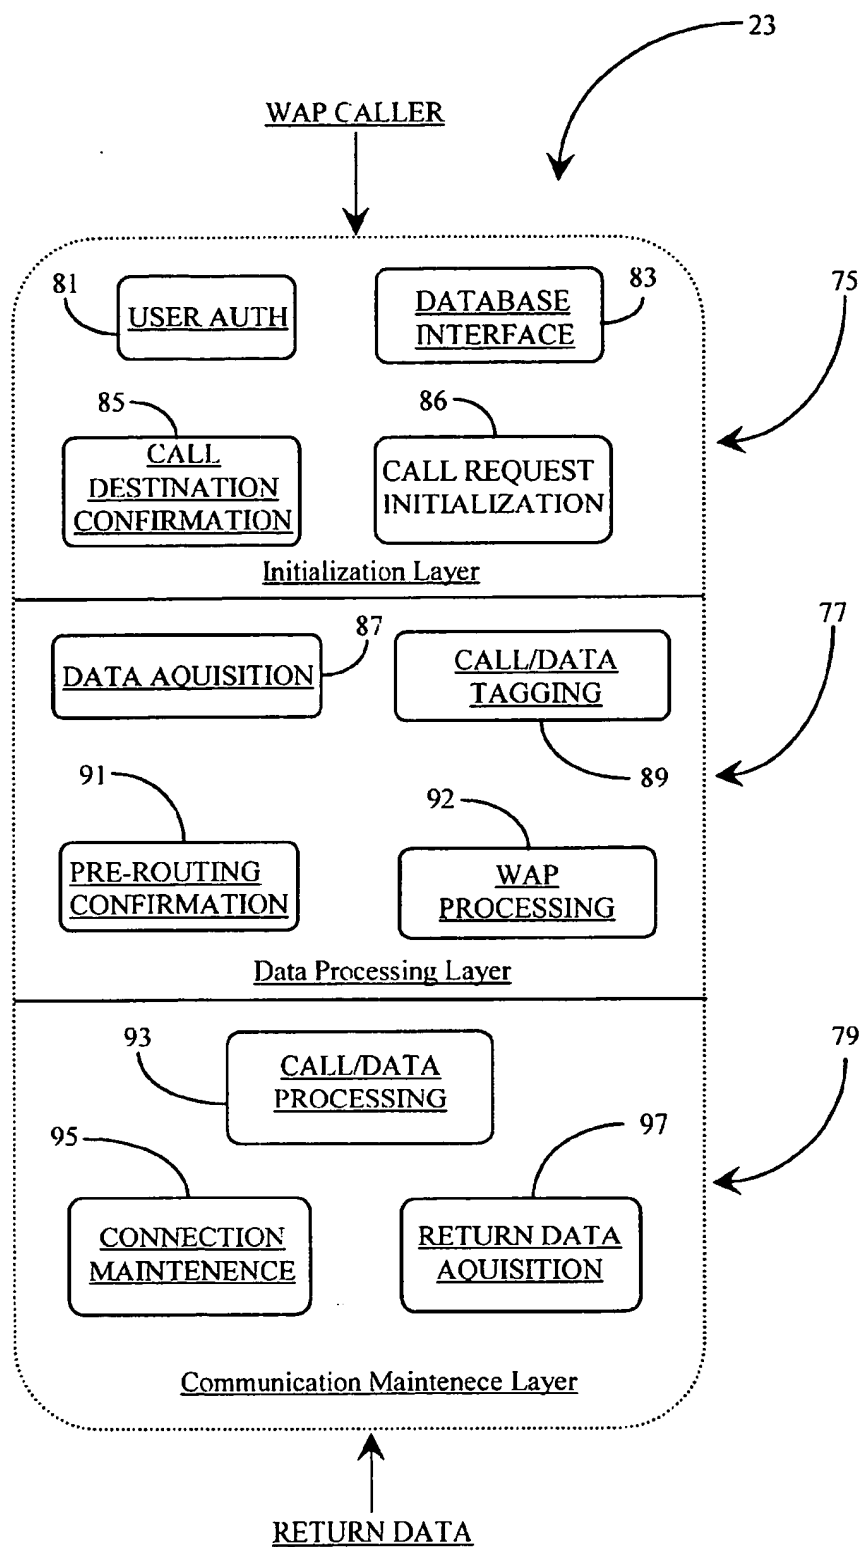 23
WAP CALLER
81
USER AUTH
DATABASE
INTERFACE
83
75
85
CALL
DESTINATION
CONFIRMATION
86
CALL REQUEST
INITIALIZATION
Initialization Layer
87
DATA AQUISITION
CALL/DATA
TAGGING
77
89
91
PRE-ROUTING
CONFIRMATION
92
WAP
PROCESSING
Data Processing Layer
93
CALL/DATA
PROCESSING
79
95
CONNECTION
MAINTENENCE
97
RETURN DATA
AQUISITION
Communication Maintenece Layer
RETURN DATA